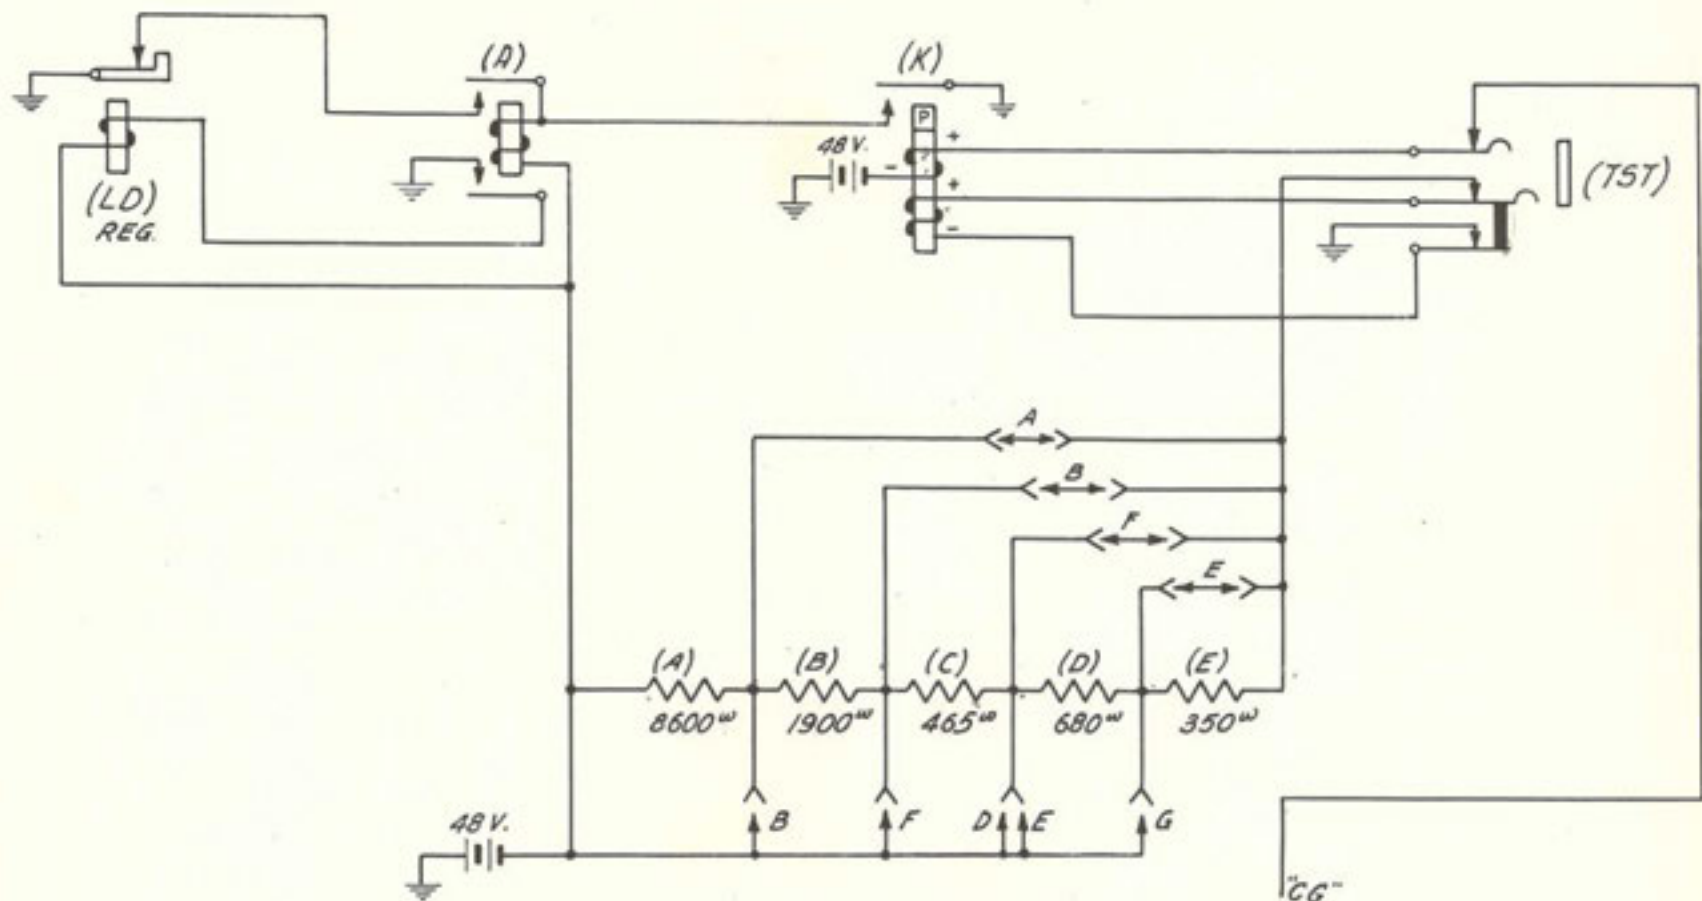 (A)
(K)
P
+
48 V.
-
+
-
(LD)
REG.
(TST)
A
B
F
E
(A)
(B)
(C)
(D)
(E)
8600ω
1900ω
465ω
680ω
350ω
B
F
D
E
G
48 V.
"CG"